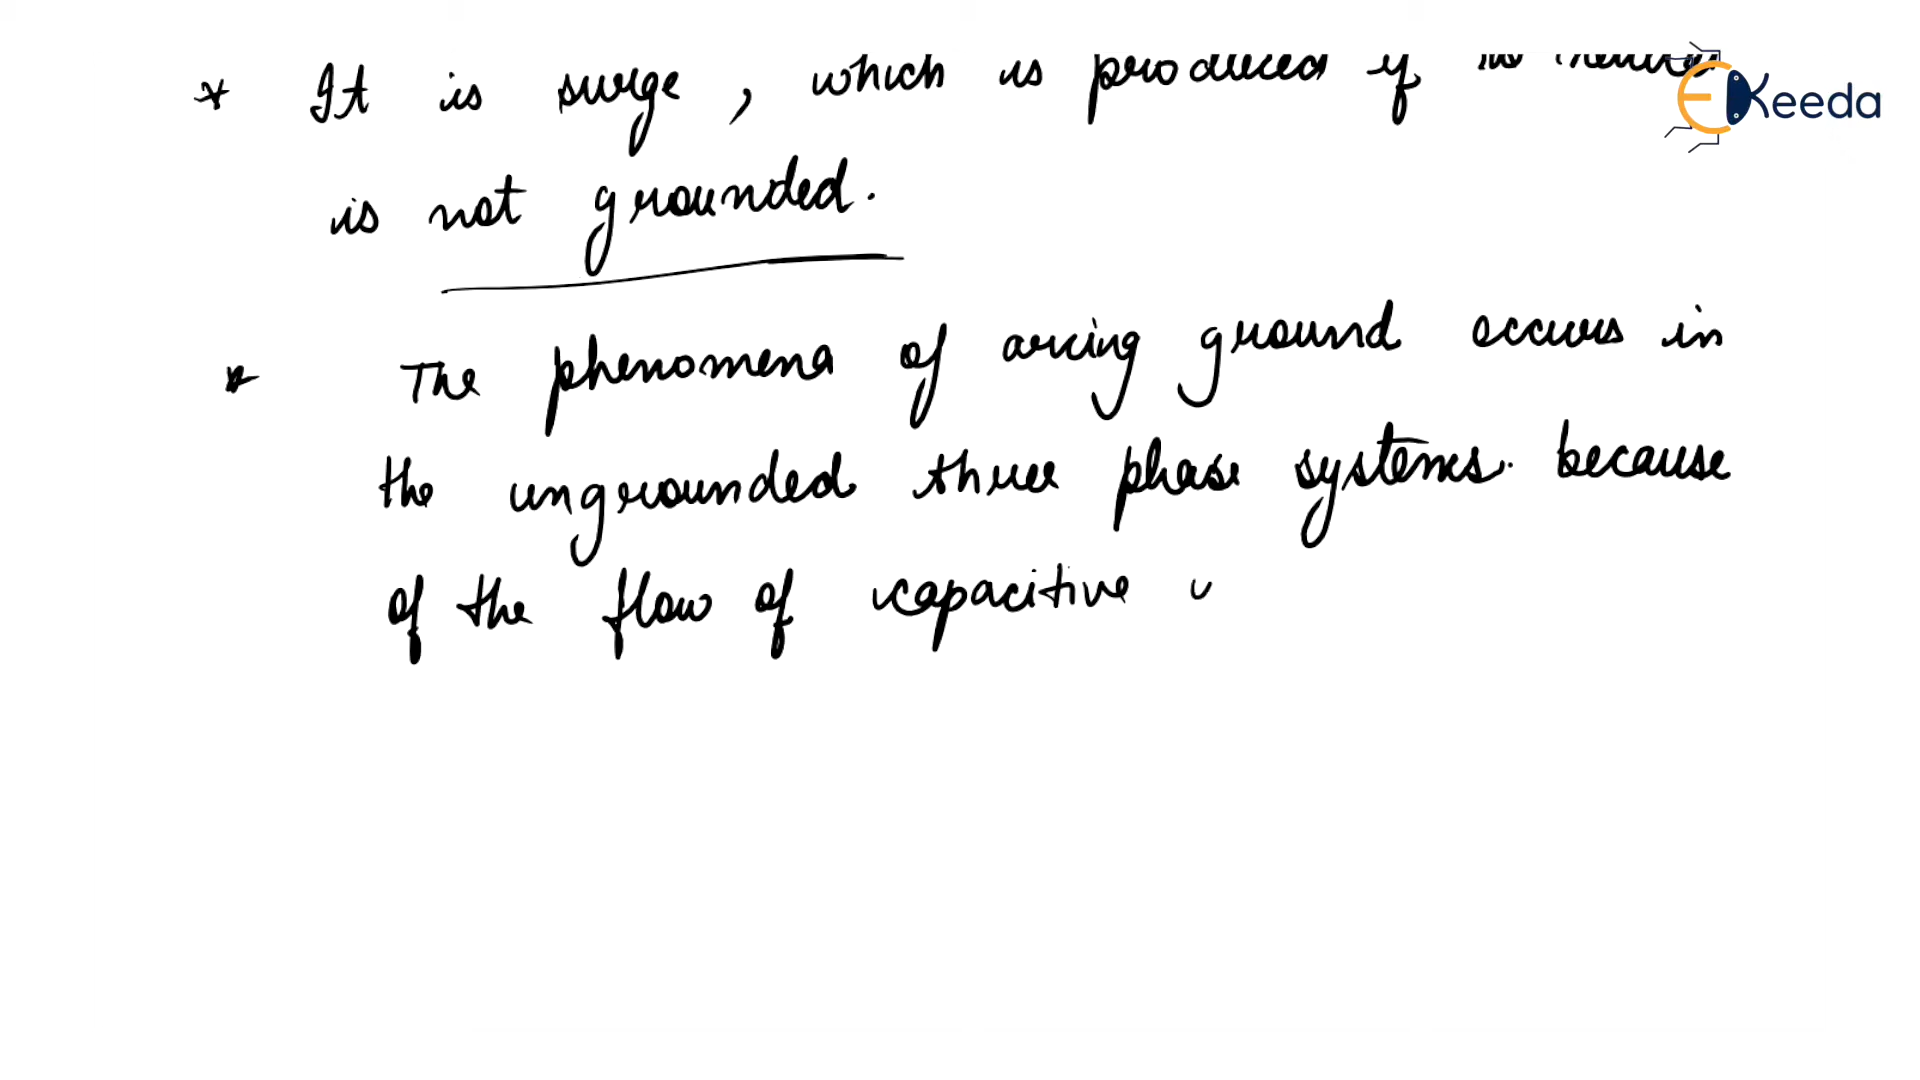 * It is surge, which is produced if
Keeda
is not grounded.
* The phenomena of arcing ground occurs in
the ungrounded three phase systems. because
of the flow of capacitive